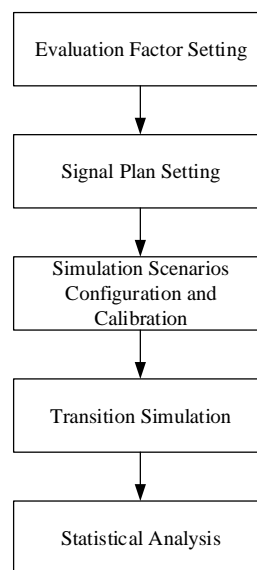 Evaluation Factor Setting
Signal Plan Setting
Simulation Scenarios
Configuration and
Calibration
Transition Simulation
Statistical Analysis